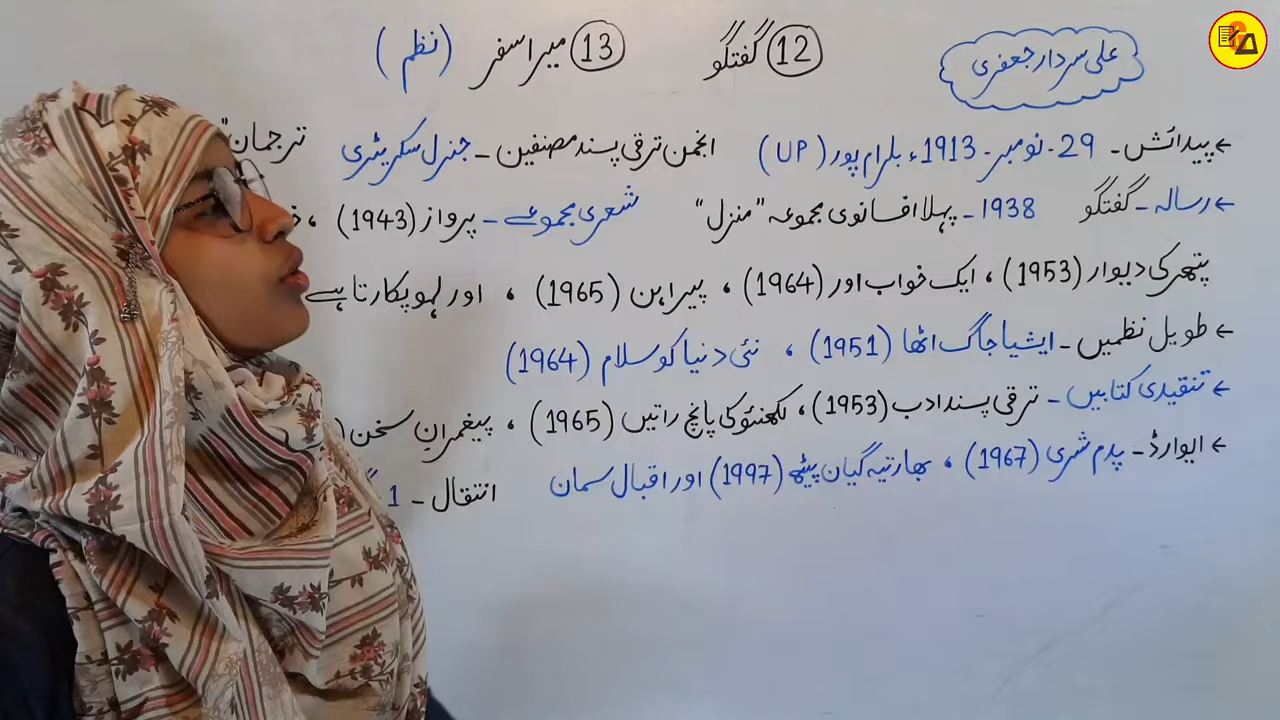 علی سردار جعفری
12 گفتگو 13 میرا سفر (نظم)
← پیدائش - 29 - نومبر - 1913ء بلرام پور (UP) انجمن ترقی پسند مصنفین - جنرل سکریٹری ترجمان"
← رسالہ - گفتگو 1938 - پہلا افسانوی مجموعہ "منزل" شعری مجموعے - پرواز (1943) ،
پتھر کی دیوار (1953) ، ایک خواب اور (1964) ، پیراہن (1965) ، اور لہو پکارتا ہے
← طویل نظمیں - ایشیا جاگ اٹھا (1951) ، نئی دنیا کو سلام (1964)
← تنقیدی کتابیں - ترقی پسند ادب (1953) ، لکھنئو کی پانچ راتیں (1965) ، پیغمبرانِ سخن (
← ایوارڈ - پدم شری (1967) ، بھارتیہ گیان پیٹھ (1997) اور اقبال سمان انتقال - 1